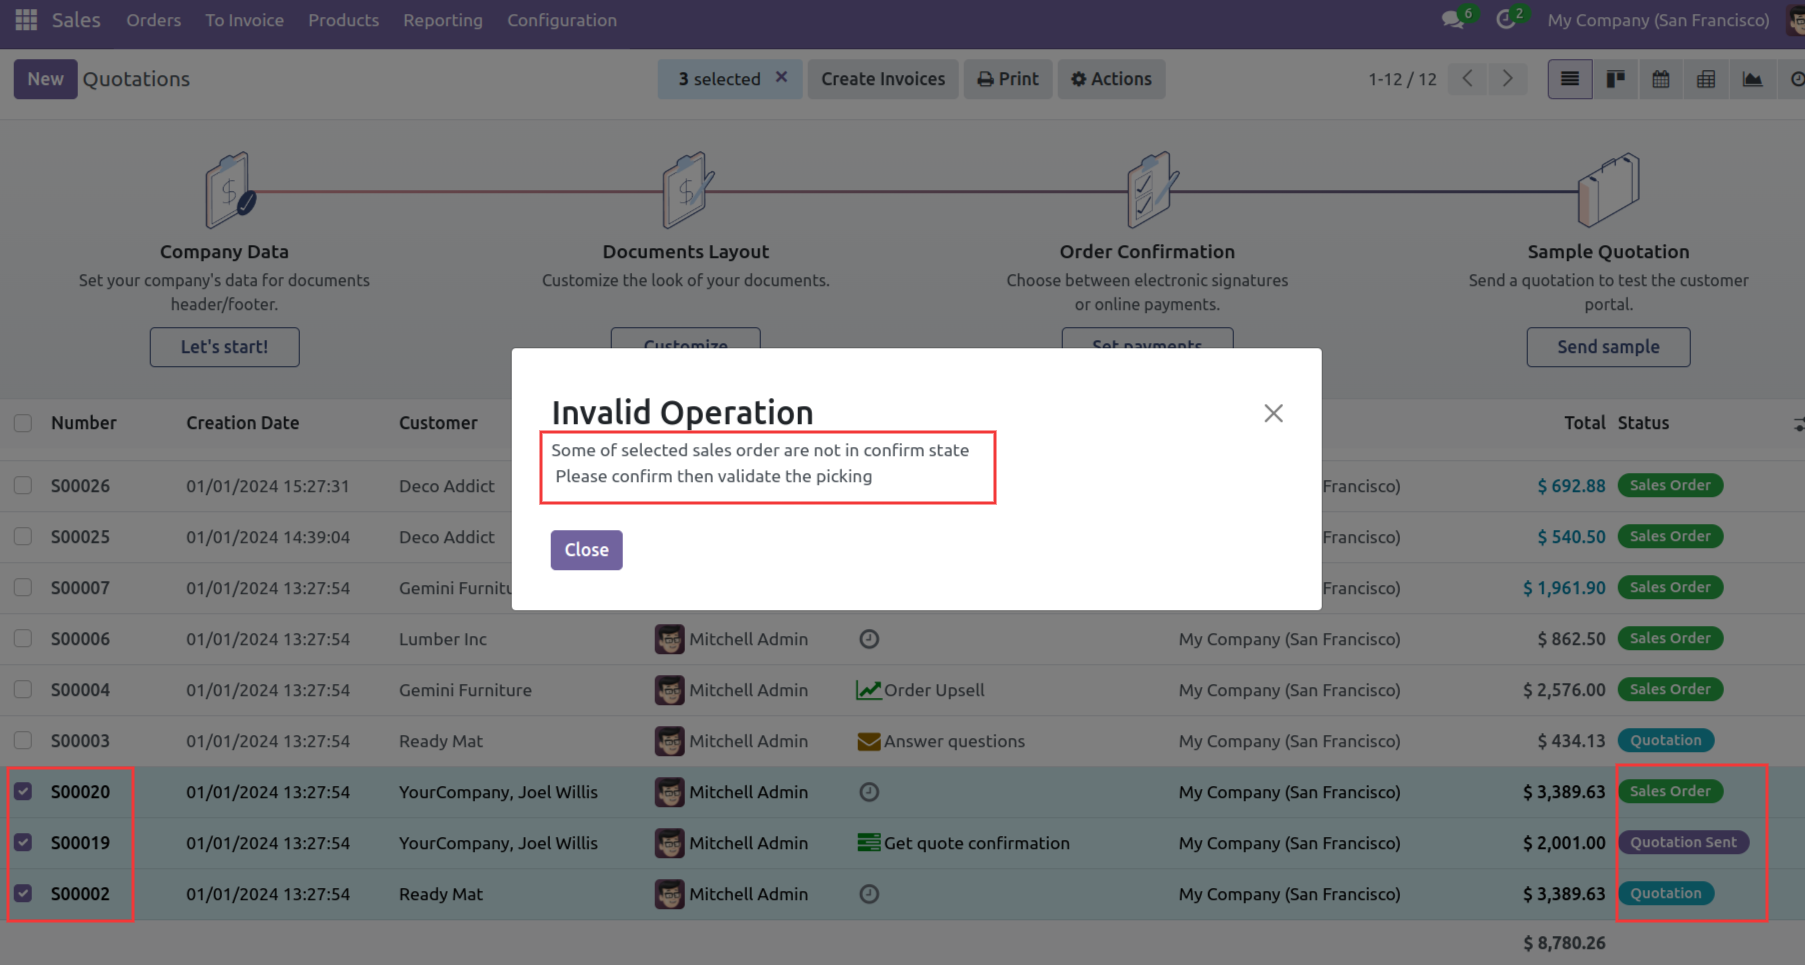 Sales Orders To Invoice Products Reporting Configuration 6 2 My Company (San Francisco)
New Quotations 3 selected × Create Invoices Print Actions 1-12 / 12
Company Data Documents Layout Order Confirmation Sample Quotation
Set your company's data for documents Customize the look of your documents. Choose between electronic signatures Send a quotation to test the customer
header/footer. or online payments. portal.
Let's start! Customize Set payments Send sample
Invalid Operation
Some of selected sales order are not in confirm state
Please confirm then validate the picking
Close
Number Creation Date Customer Total Status
S00026 01/01/2024 15:27:31 Deco Addict Francisco) $ 692.88 Sales Order
S00025 01/01/2024 14:39:04 Deco Addict Francisco) $ 540.50 Sales Order
S00007 01/01/2024 13:27:54 Gemini Francisco) $ 1,961.90 Sales Order
S00006 01/01/2024 13:27:54 Lumber Inc Mitchell Admin My Company (San Francisco) $ 862.50 Sales Order
S00004 01/01/2024 13:27:54 Gemini Furniture Mitchell Admin Order Upsell My Company (San Francisco) $ 2,576.00 Sales Order
S00003 01/01/2024 13:27:54 Ready Mat Mitchell Admin Answer questions My Company (San Francisco) $ 434.13 Quotation
S00020 01/01/2024 13:27:54 YourCompany, Joel Willis Mitchell Admin My Company (San Francisco) $ 3,389.63 Sales Order
S00019 01/01/2024 13:27:54 YourCompany, Joel Willis Mitchell Admin Get quote confirmation My Company (San Francisco) $ 2,001.00 Quotation Sent
S00002 01/01/2024 13:27:54 Ready Mat Mitchell Admin My Company (San Francisco) $ 3,389.63 Quotation
$ 8,780.26